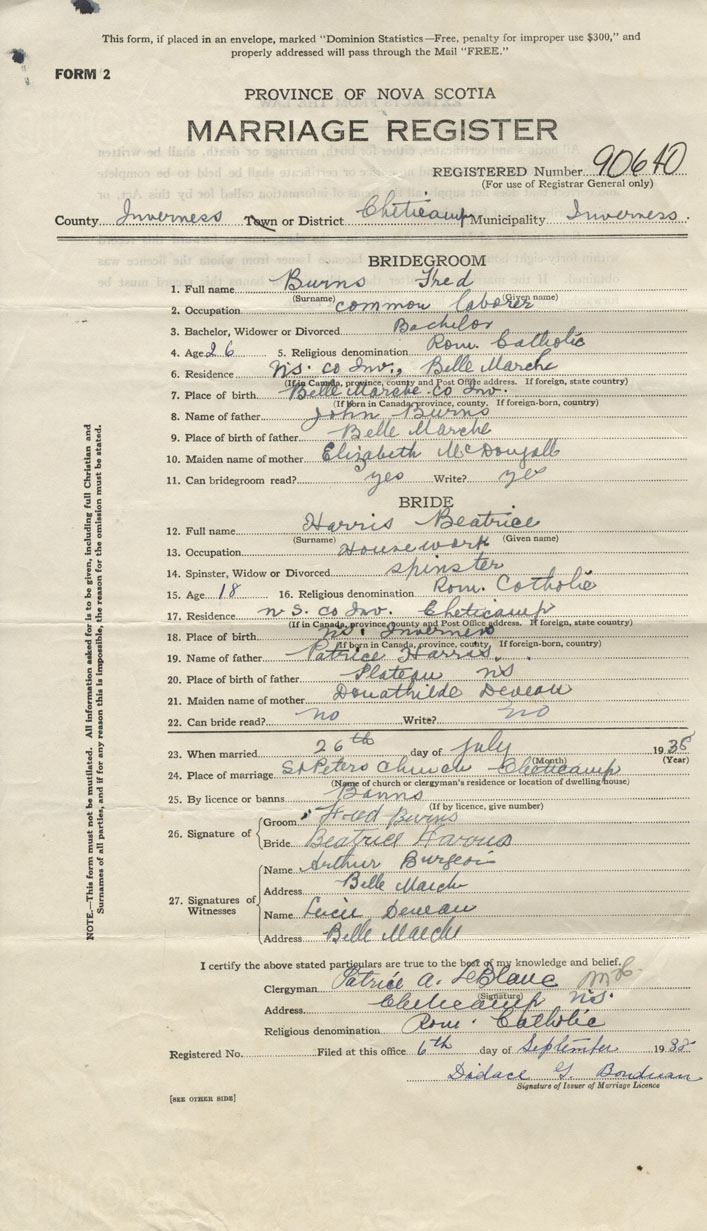 This form, if placed in an envelope, marked "Dominion Statistics—Free, penalty for improper use $300," and
properly addressed will pass through the Mail "FREE."
FORM 2
PROVINCE OF NOVA SCOTIA
MARRIAGE REGISTER
REGISTERED Number 90640
(For use of Registrar General only)
County Inverness Town or District Cheticamp Municipality Inverness.
BRIDEGROOM
1. Full name Burns Fred
(Surname) (Given name)
2. Occupation common laborer
3. Bachelor, Widower or Divorced Bachelor
4. Age 26 5. Religious denomination Rom. Catholic
6. Residence N.S. co Inv., Belle Marche
(If in Canada, province, county and Post Office address. If foreign, state country)
7. Place of birth Belle Marche co Inv.
(If born in Canada, province, county. If foreign-born, country)
8. Name of father John Burns
9. Place of birth of father Belle Marche
10. Maiden name of mother Elizabeth McDougall
11. Can bridegroom read? yes Write? yes
BRIDE
12. Full name Harris Beatrice
(Surname) (Given name)
13. Occupation Housework
14. Spinster, Widow or Divorced spinster
15. Age 18 16. Religious denomination Rom. Catholic
17. Residence N.S. co Inv. Cheticamp
(If in Canada, province county and Post Office address. If foreign, state country)
18. Place of birth N.S. Inverness
(If born in Canada, province, county. If foreign-born, country)
19. Name of father Patrice Harris
20. Place of birth of father Plateau N.S
21. Maiden name of mother Douathilde Deveau
22. Can bride read? no Write? no
23. When married 26th day of July 1935
(Month) (Year)
24. Place of marriage St Peters Church Cheticamp
(Name of church or clergyman's residence or location of dwelling house)
25. By licence or banns Banns
(If by licence, give number)
26. Signature of
Groom Fred Burns
Bride Beatrice Harris
27. Signatures of Witnesses
Name Arthur Burgeois
Address Belle March
Name Deveau
Address Belle Marche
I certify the above stated particulars are true to the best of my knowledge and belief.
Clergyman Patrice A. LeBlanc
(Signature)
Address Cheticamp N.S.
Religious denomination Rom. Catholic
Registered No. Filed at this office 6th day of September 1935
Didace G. Boudreau
Signature of Issuer of Marriage Licence
[SEE OTHER SIDE]
NOTE.—This form must not be mutilated. All information asked for is to be given, including full Christian and
Surnames of all parties, and if for any reason this is impossible, the reason for the omission must be stated.